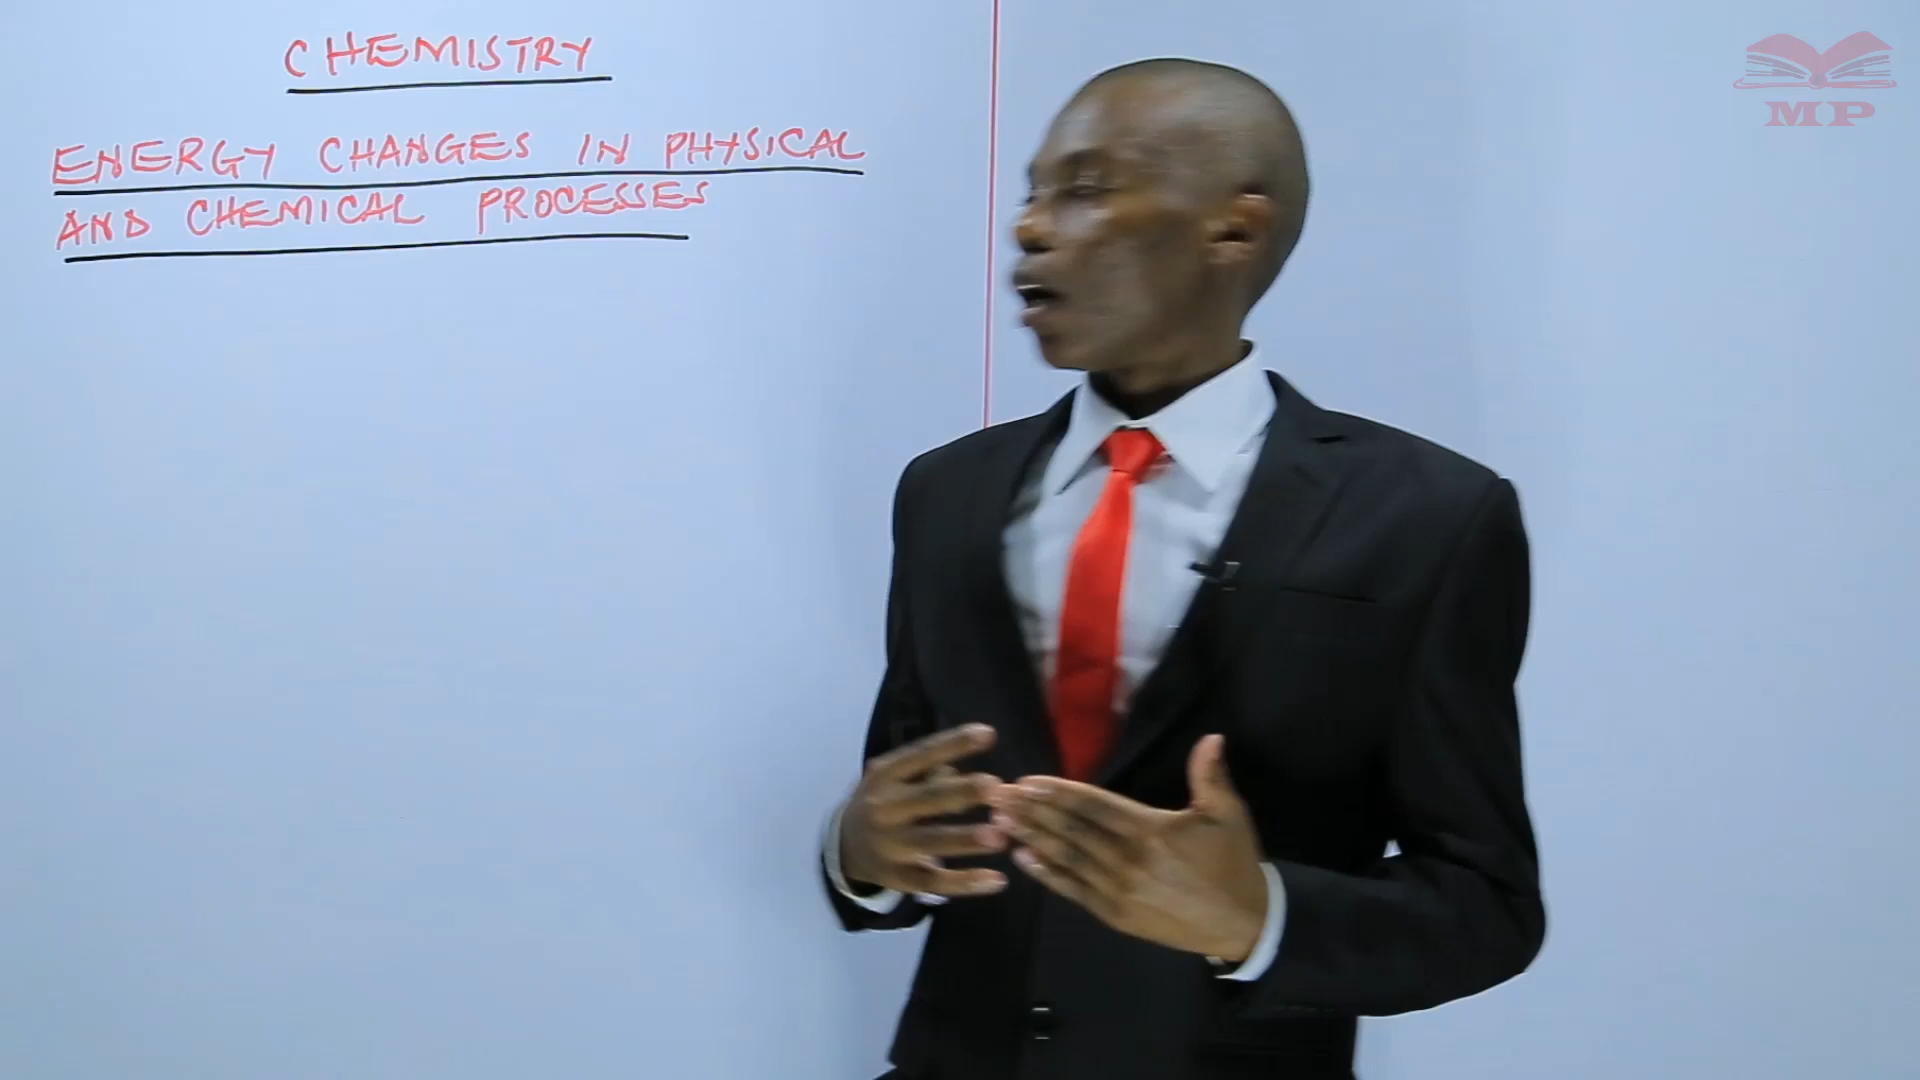 CHEMISTRY
ENERGY CHANGES IN PHYSICAL
AND CHEMICAL PROCESSES
MP